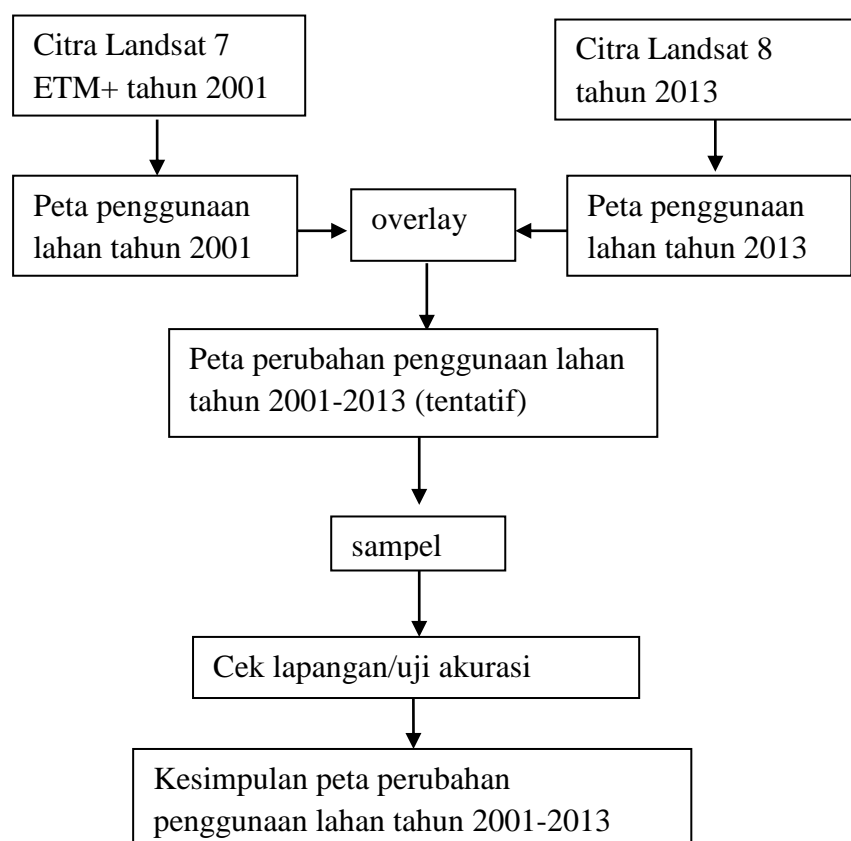 Citra Landsat 7
ETM+ tahun 2001
Citra Landsat 8
tahun 2013
Peta penggunaan
lahan tahun 2001
overlay
Peta penggunaan
lahan tahun 2013
Peta perubahan penggunaan lahan
tahun 2001-2013 (tentatif)
sampel
Cek lapangan/uji akurasi
Kesimpulan peta perubahan
penggunaan lahan tahun 2001-2013